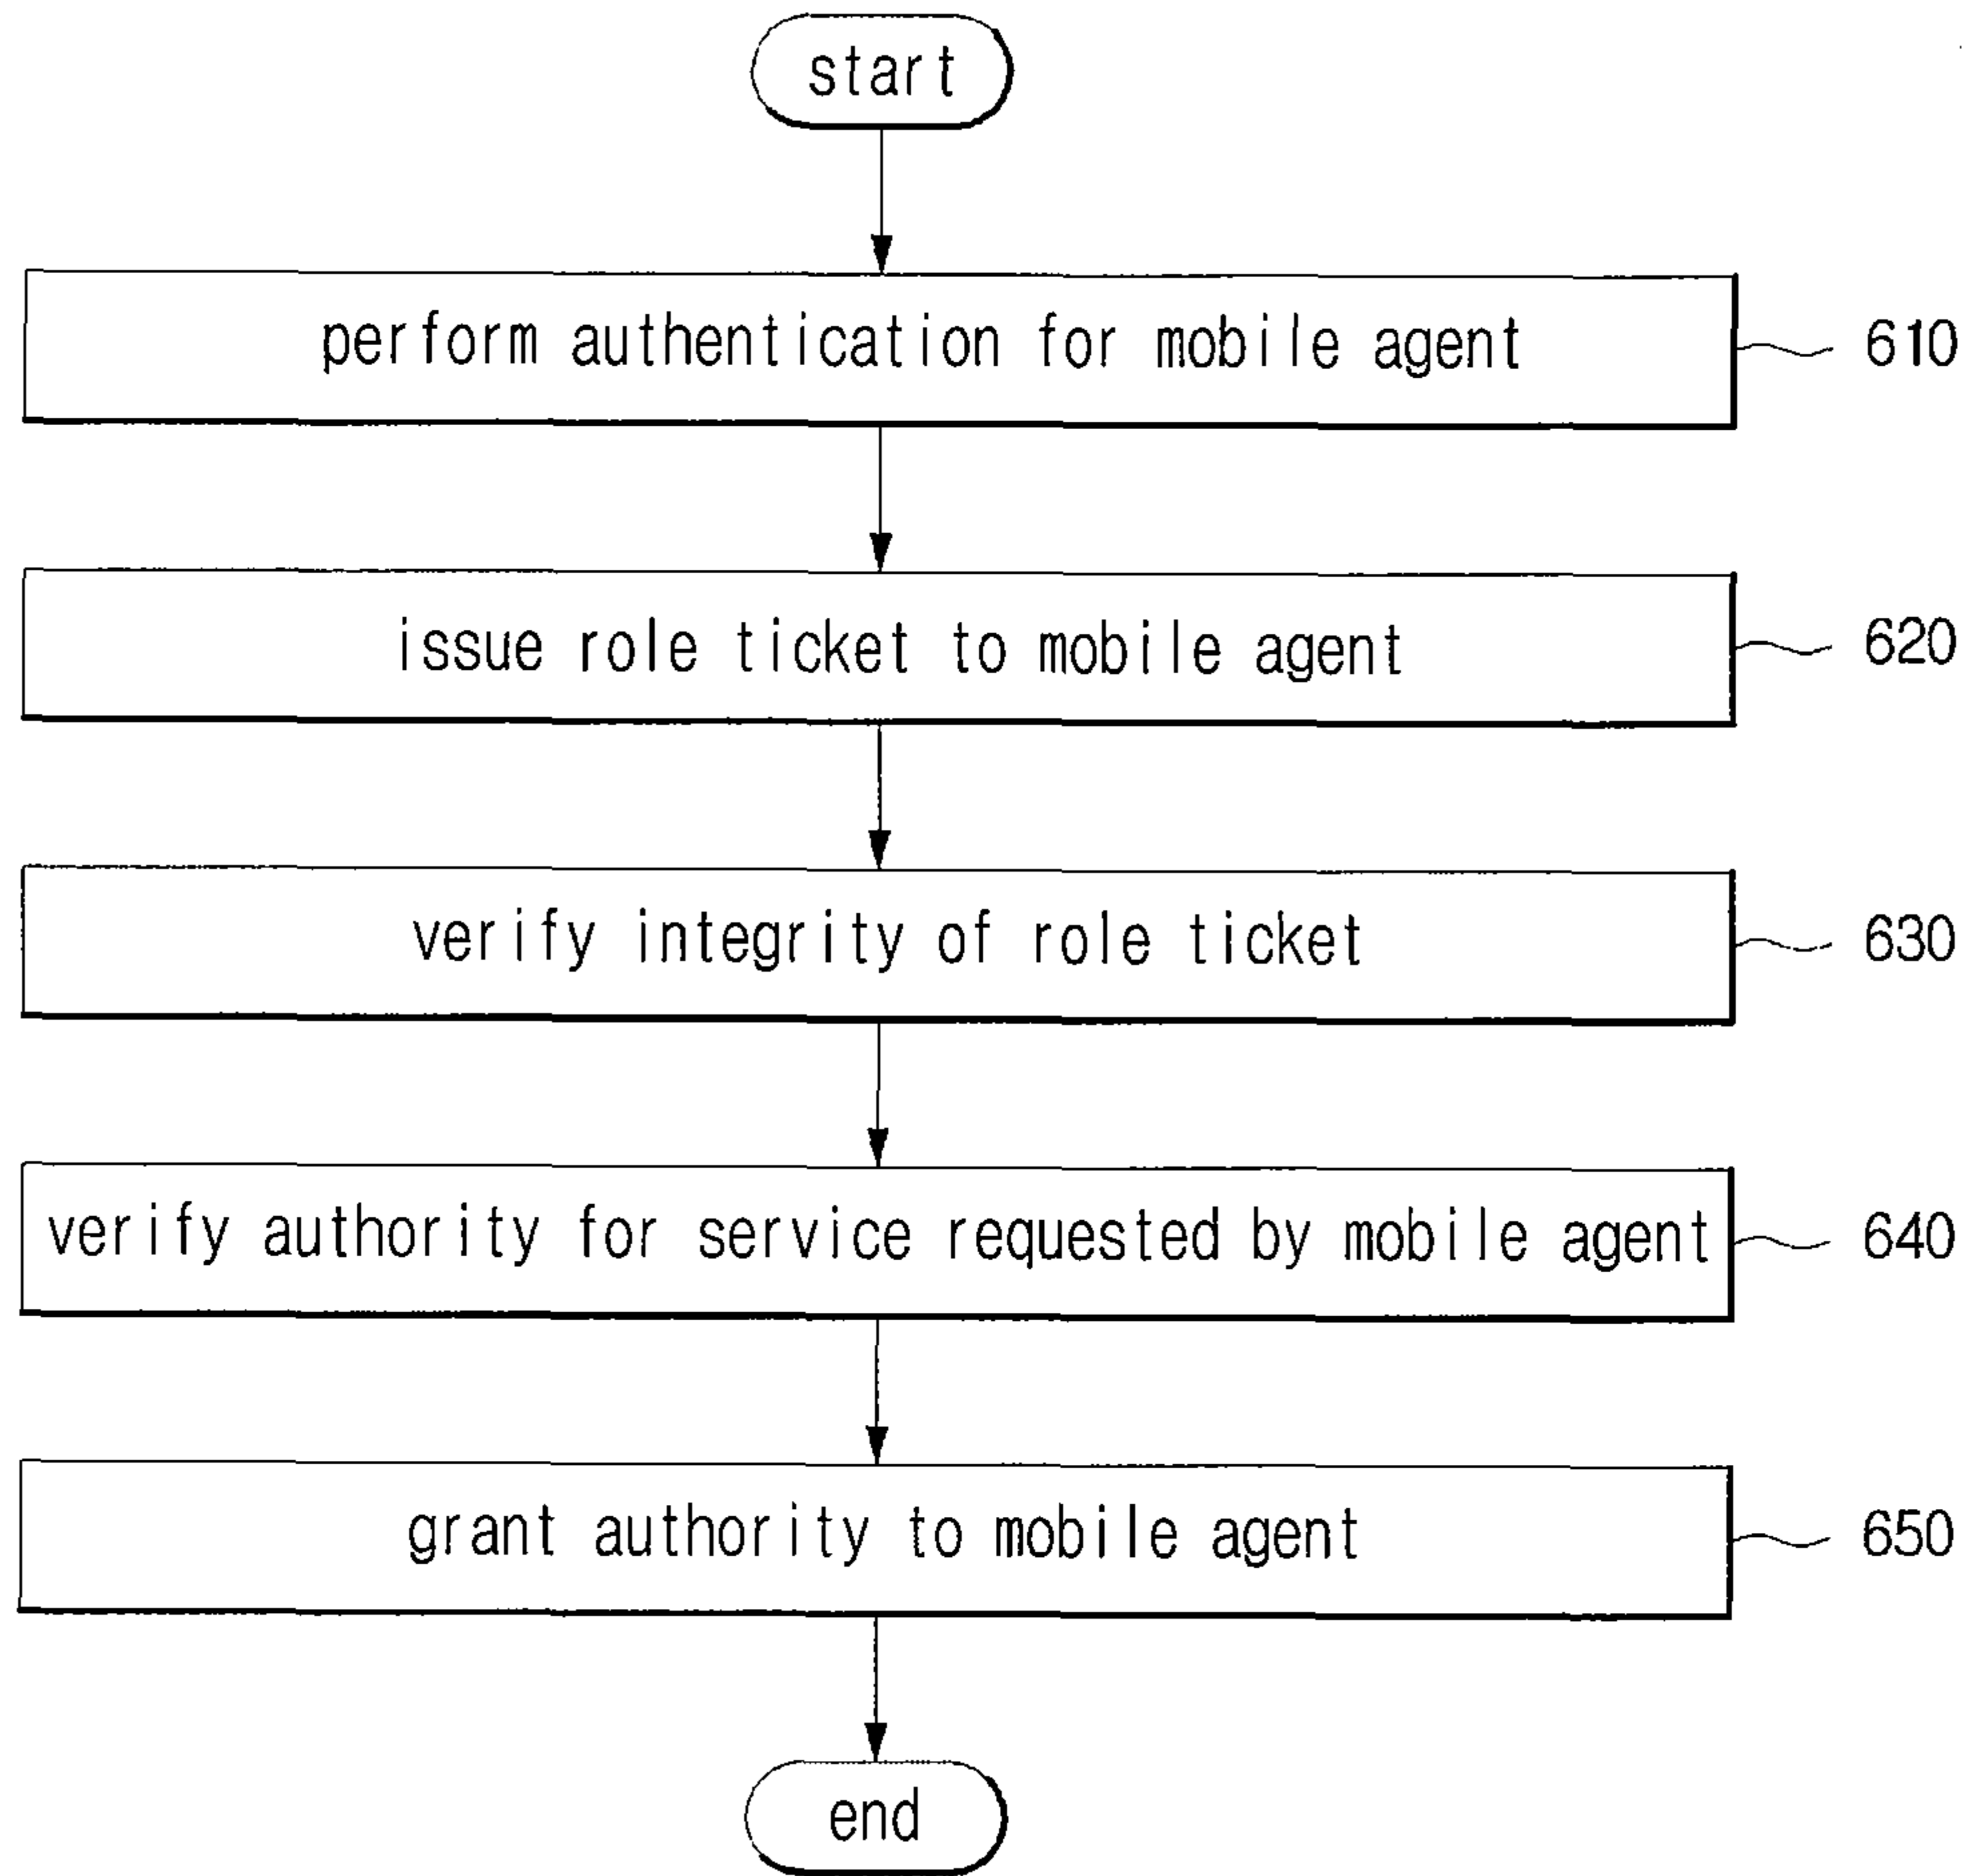 start
perform authentication for mobile agent
610
issue role ticket to mobile agent
620
verify integrity of role ticket
630
verify authority for service requested by mobile agent
640
grant authority to mobile agent
650
end